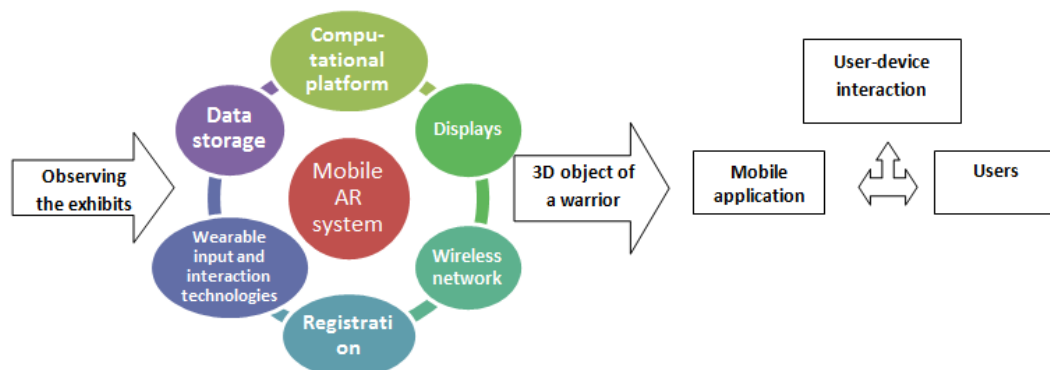 Observing
the exhibits
Compu-
tational
platform
Data
storage
Displays
Mobile
AR
system
Wearable
input and
interaction
technologies
Wireless
network
Registrati
on
3D object of
a warrior
User-device
interaction
Mobile
application
Users